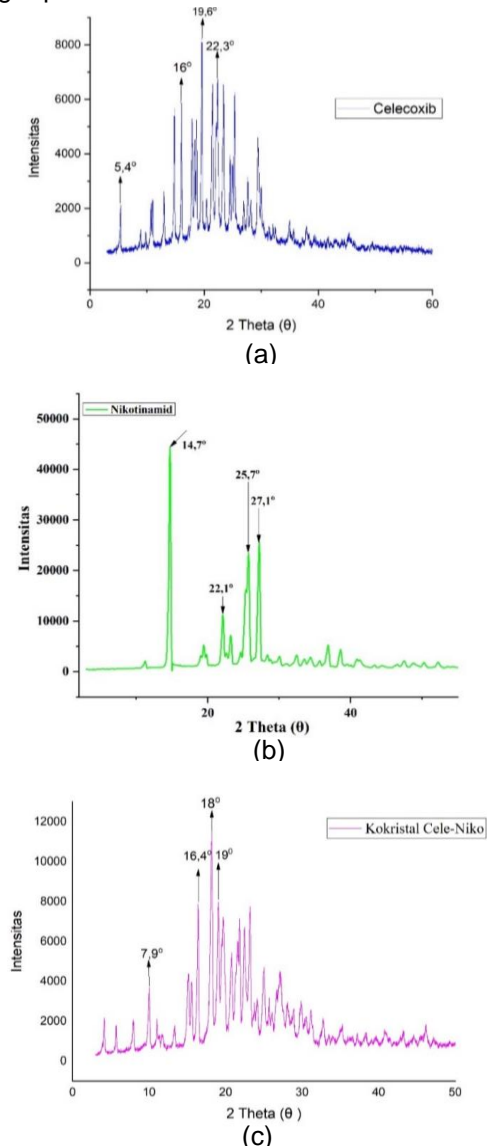 19,6°
22,3°
16°
5,4°
Celecoxib
8000
6000
4000
2000
0
Intensitas
0 20 40 60
2 Theta (θ)
(a)
Nikotinamid
50000
40000
30000
20000
10000
0
Intensitas
14,7°
25,7°
27,1°
22,1°
20 40
2 Theta (θ)
(b)
18°
16,4° 19°
7,9°
Kokristal Cele-Niko
12000
10000
8000
6000
4000
2000
0
Intensitas
0 10 20 30 40 50
2 Theta (θ )
(c)